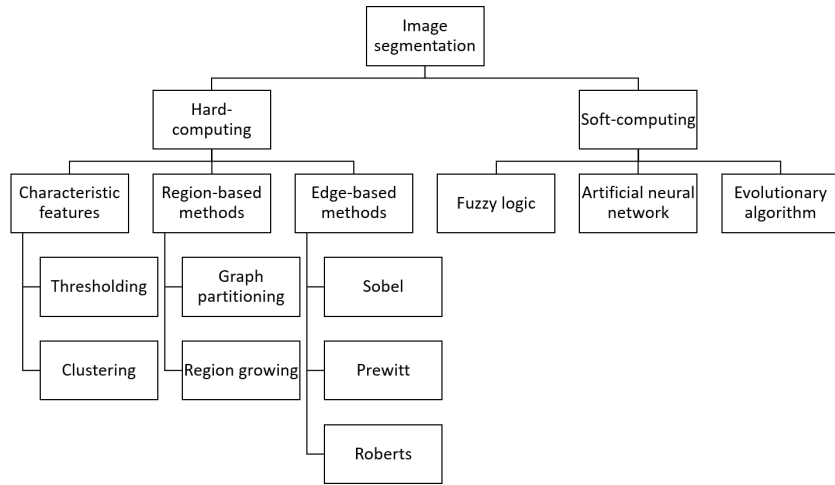 Image
segmentation
Hard-
computing
Soft-computing
Characteristic
features
Region-based
methods
Edge-based
methods
Fuzzy logic
Artificial neural
network
Evolutionary
algorithm
Thresholding
Graph
partitioning
Sobel
Clustering
Region growing
Prewitt
Roberts